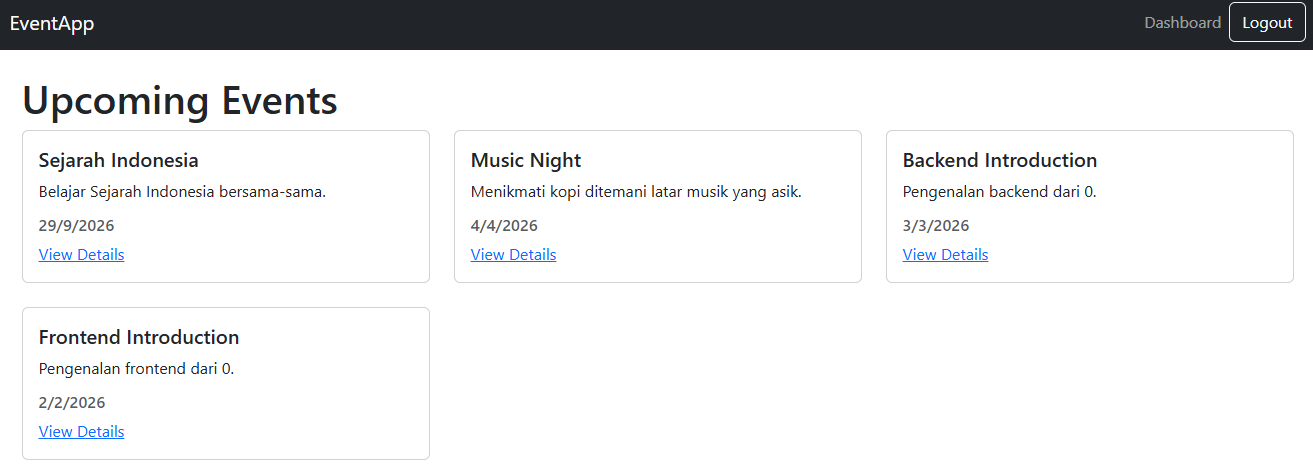 EventApp
Dashboard
Logout
Upcoming Events
Sejarah Indonesia
Belajar Sejarah Indonesia bersama-sama.
29/9/2026
View Details
Music Night
Menikmati kopi ditemani latar musik yang asik.
4/4/2026
View Details
Backend Introduction
Pengenalan backend dari 0.
3/3/2026
View Details
Frontend Introduction
Pengenalan frontend dari 0.
2/2/2026
View Details